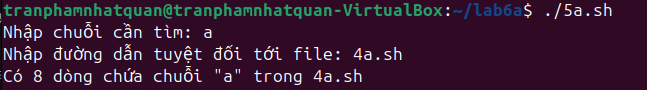 tranphamnhatquan@tranphamnhatquan-VirtualBox:~/lab6a$ ./5a.sh
Nhập chuỗi cần tìm: a
Nhập đường dẫn tuyệt đối tới file: 4a.sh
Có 8 dòng chứa chuỗi "a" trong 4a.sh